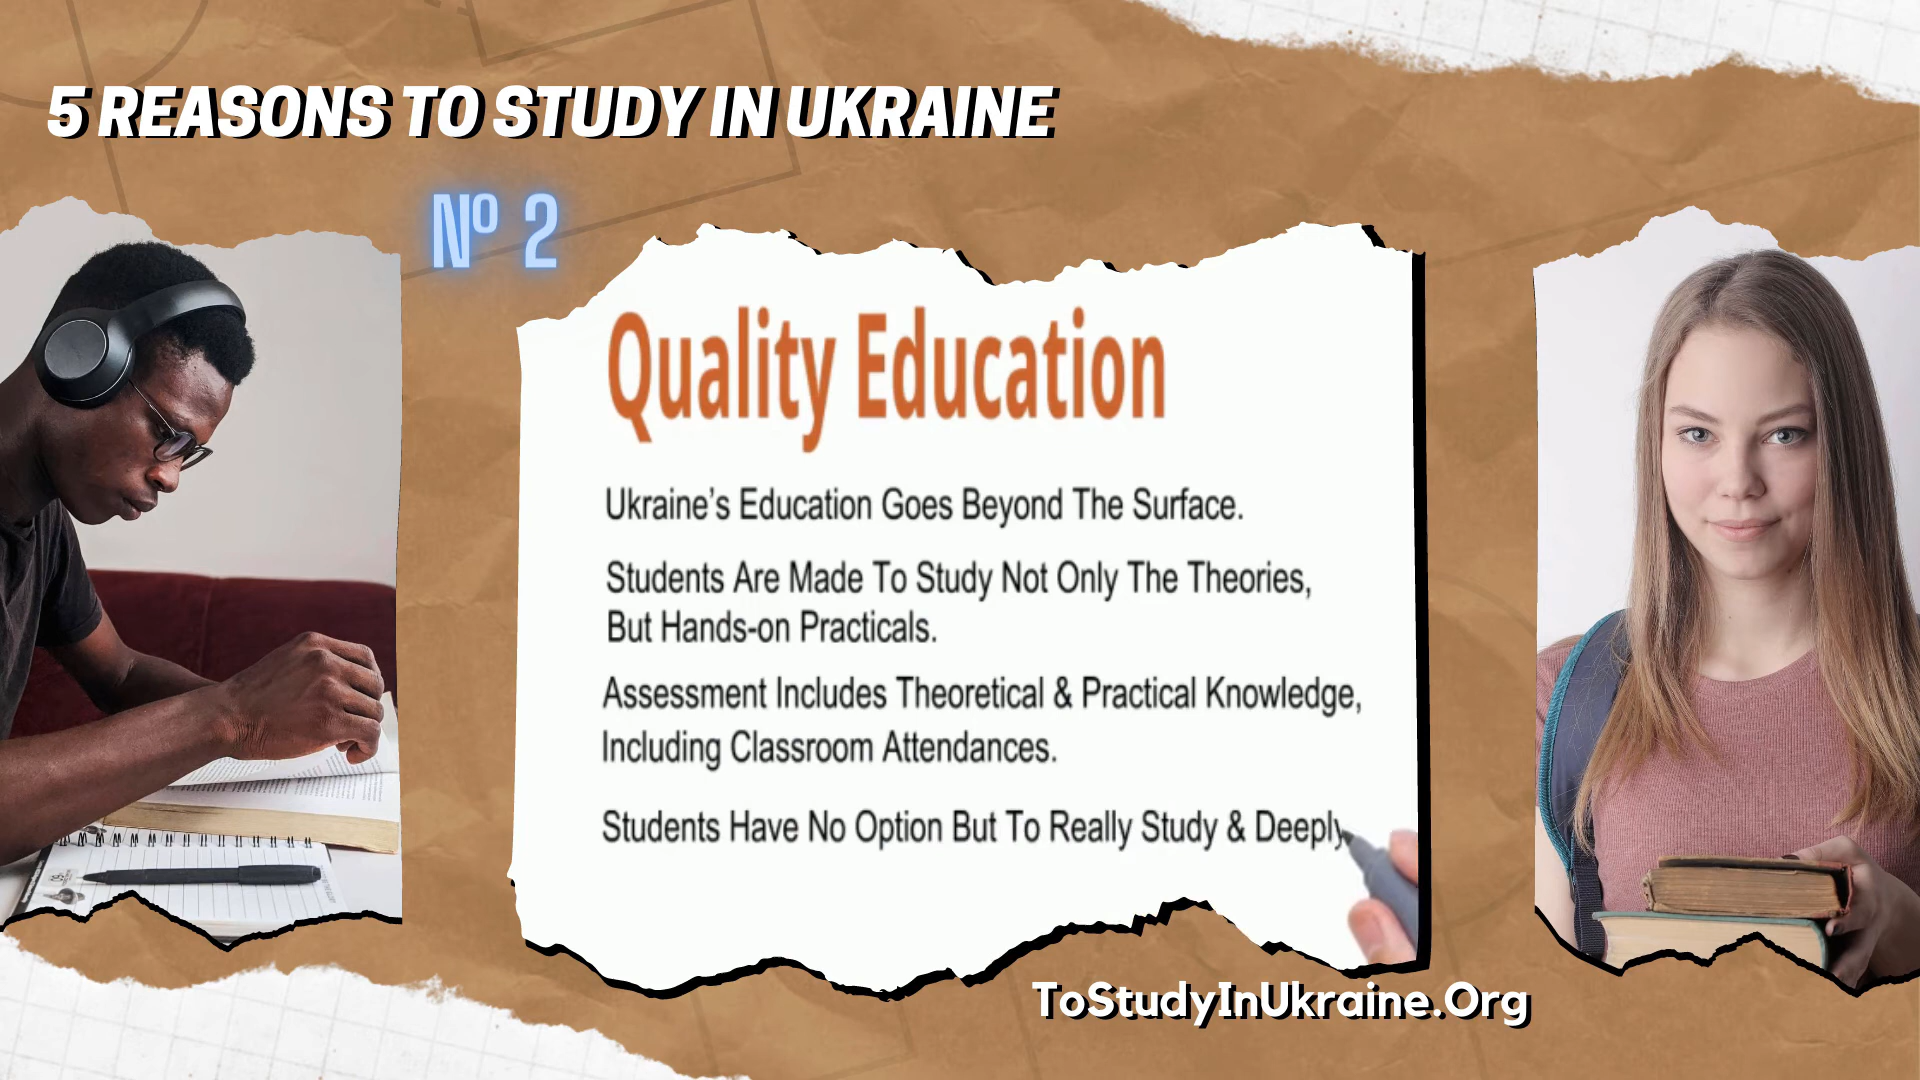 5 REASONS TO STUDY IN UKRAINE
Nº 2
Quality Education
Ukraine’s Education Goes Beyond The Surface.
Students Are Made To Study Not Only The Theories,
But Hands-on Practicals.
Assessment Includes Theoretical & Practical Knowledge,
Including Classroom Attendances.
Students Have No Option But To Really Study & Deeply
ToStudyInUkraine.Org